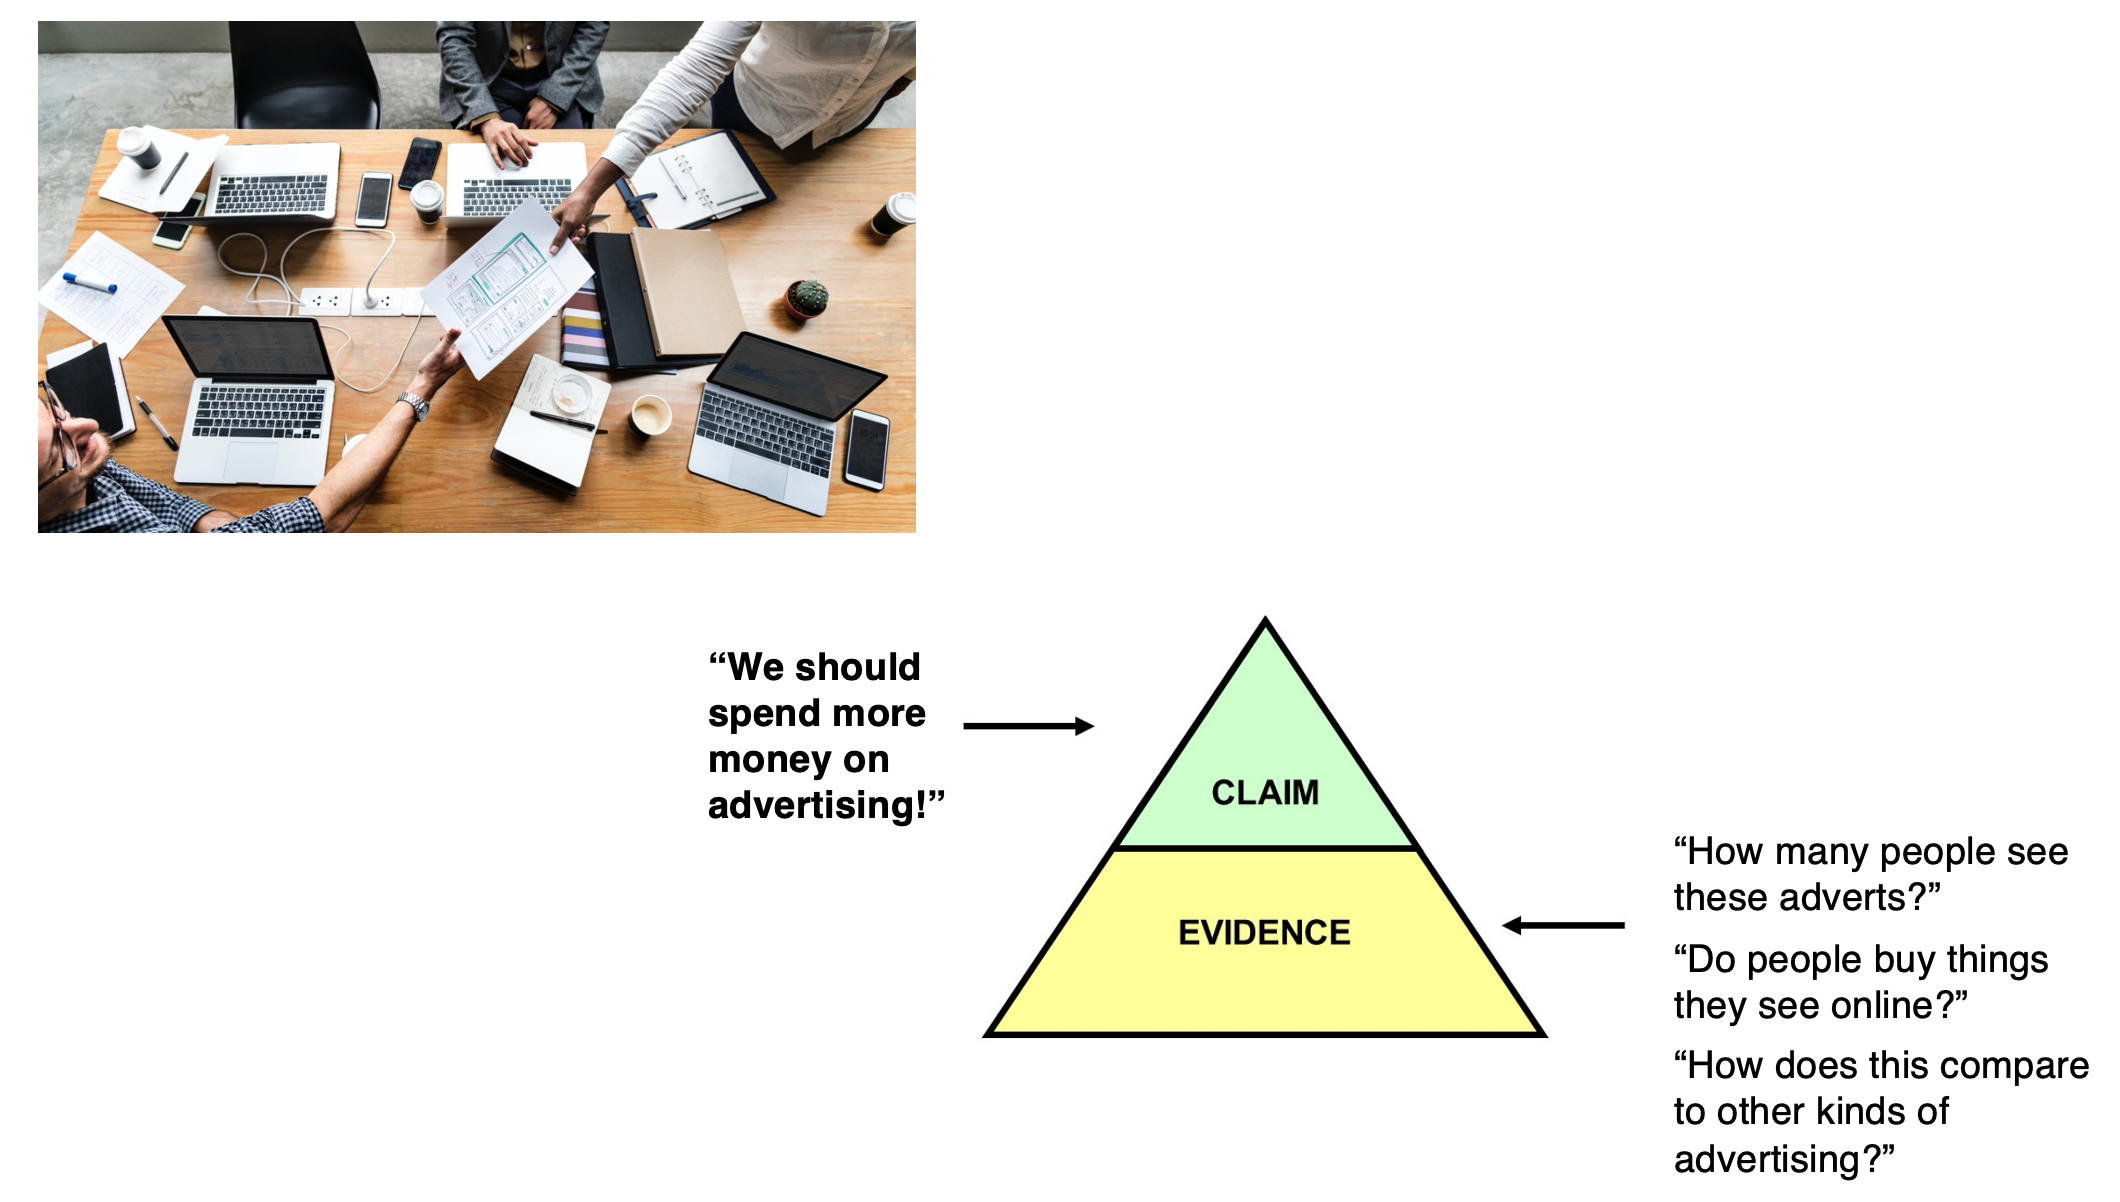 “We should
spend more
money on
advertising!”
CLAIM
EVIDENCE
“How many people see
these adverts?”
“Do people buy things
they see online?”
“How does this compare
to other kinds of
advertising?”